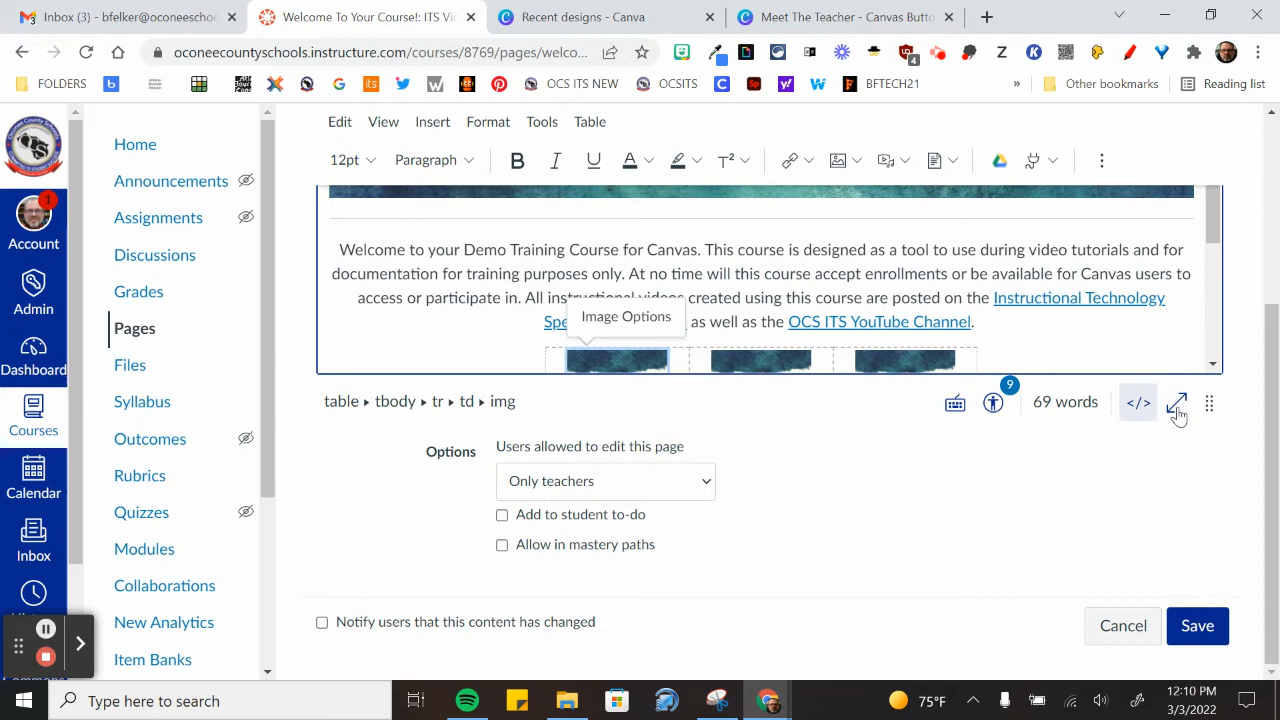 Inbox (3) - bfelker@oconeescho
Welcome To Your Course!: ITS Vi
Recent designs - Canva
Meet The Teacher - Canvas Butto
oconeecountyschools.instructure.com/courses/8769/pages/welco...
4
FOLDERS
its
OCS ITS NEW
OCSITS
BFTECH21
»
Other bookmarks
Reading list
Home
Announcements
Assignments
Discussions
Grades
Pages
Files
Syllabus
Outcomes
Rubrics
Quizzes
Modules
Collaborations
New Analytics
Item Banks
1
Account
Admin
Dashboard
Courses
Calendar
Inbox
Edit View Insert Format Tools Table
12pt Paragraph B I U A T²
Welcome to your Demo Training Course for Canvas. This course is designed as a tool to use during video tutorials and for
documentation for training purposes only. At no time will this course accept enrollments or be available for Canvas users to
access or participate in. All instructional videos created using this course are posted on the Instructional Technology
Spe as well as the OCS ITS YouTube Channel.
Image Options
table ▸ tbody ▸ tr ▸ td ▸ img
9
69 words
</>
Options
Users allowed to edit this page
Only teachers
Add to student to-do
Allow in mastery paths
Notify users that this content has changed
Cancel
Save
Type here to search
75°F
12:10 PM
3/3/2022